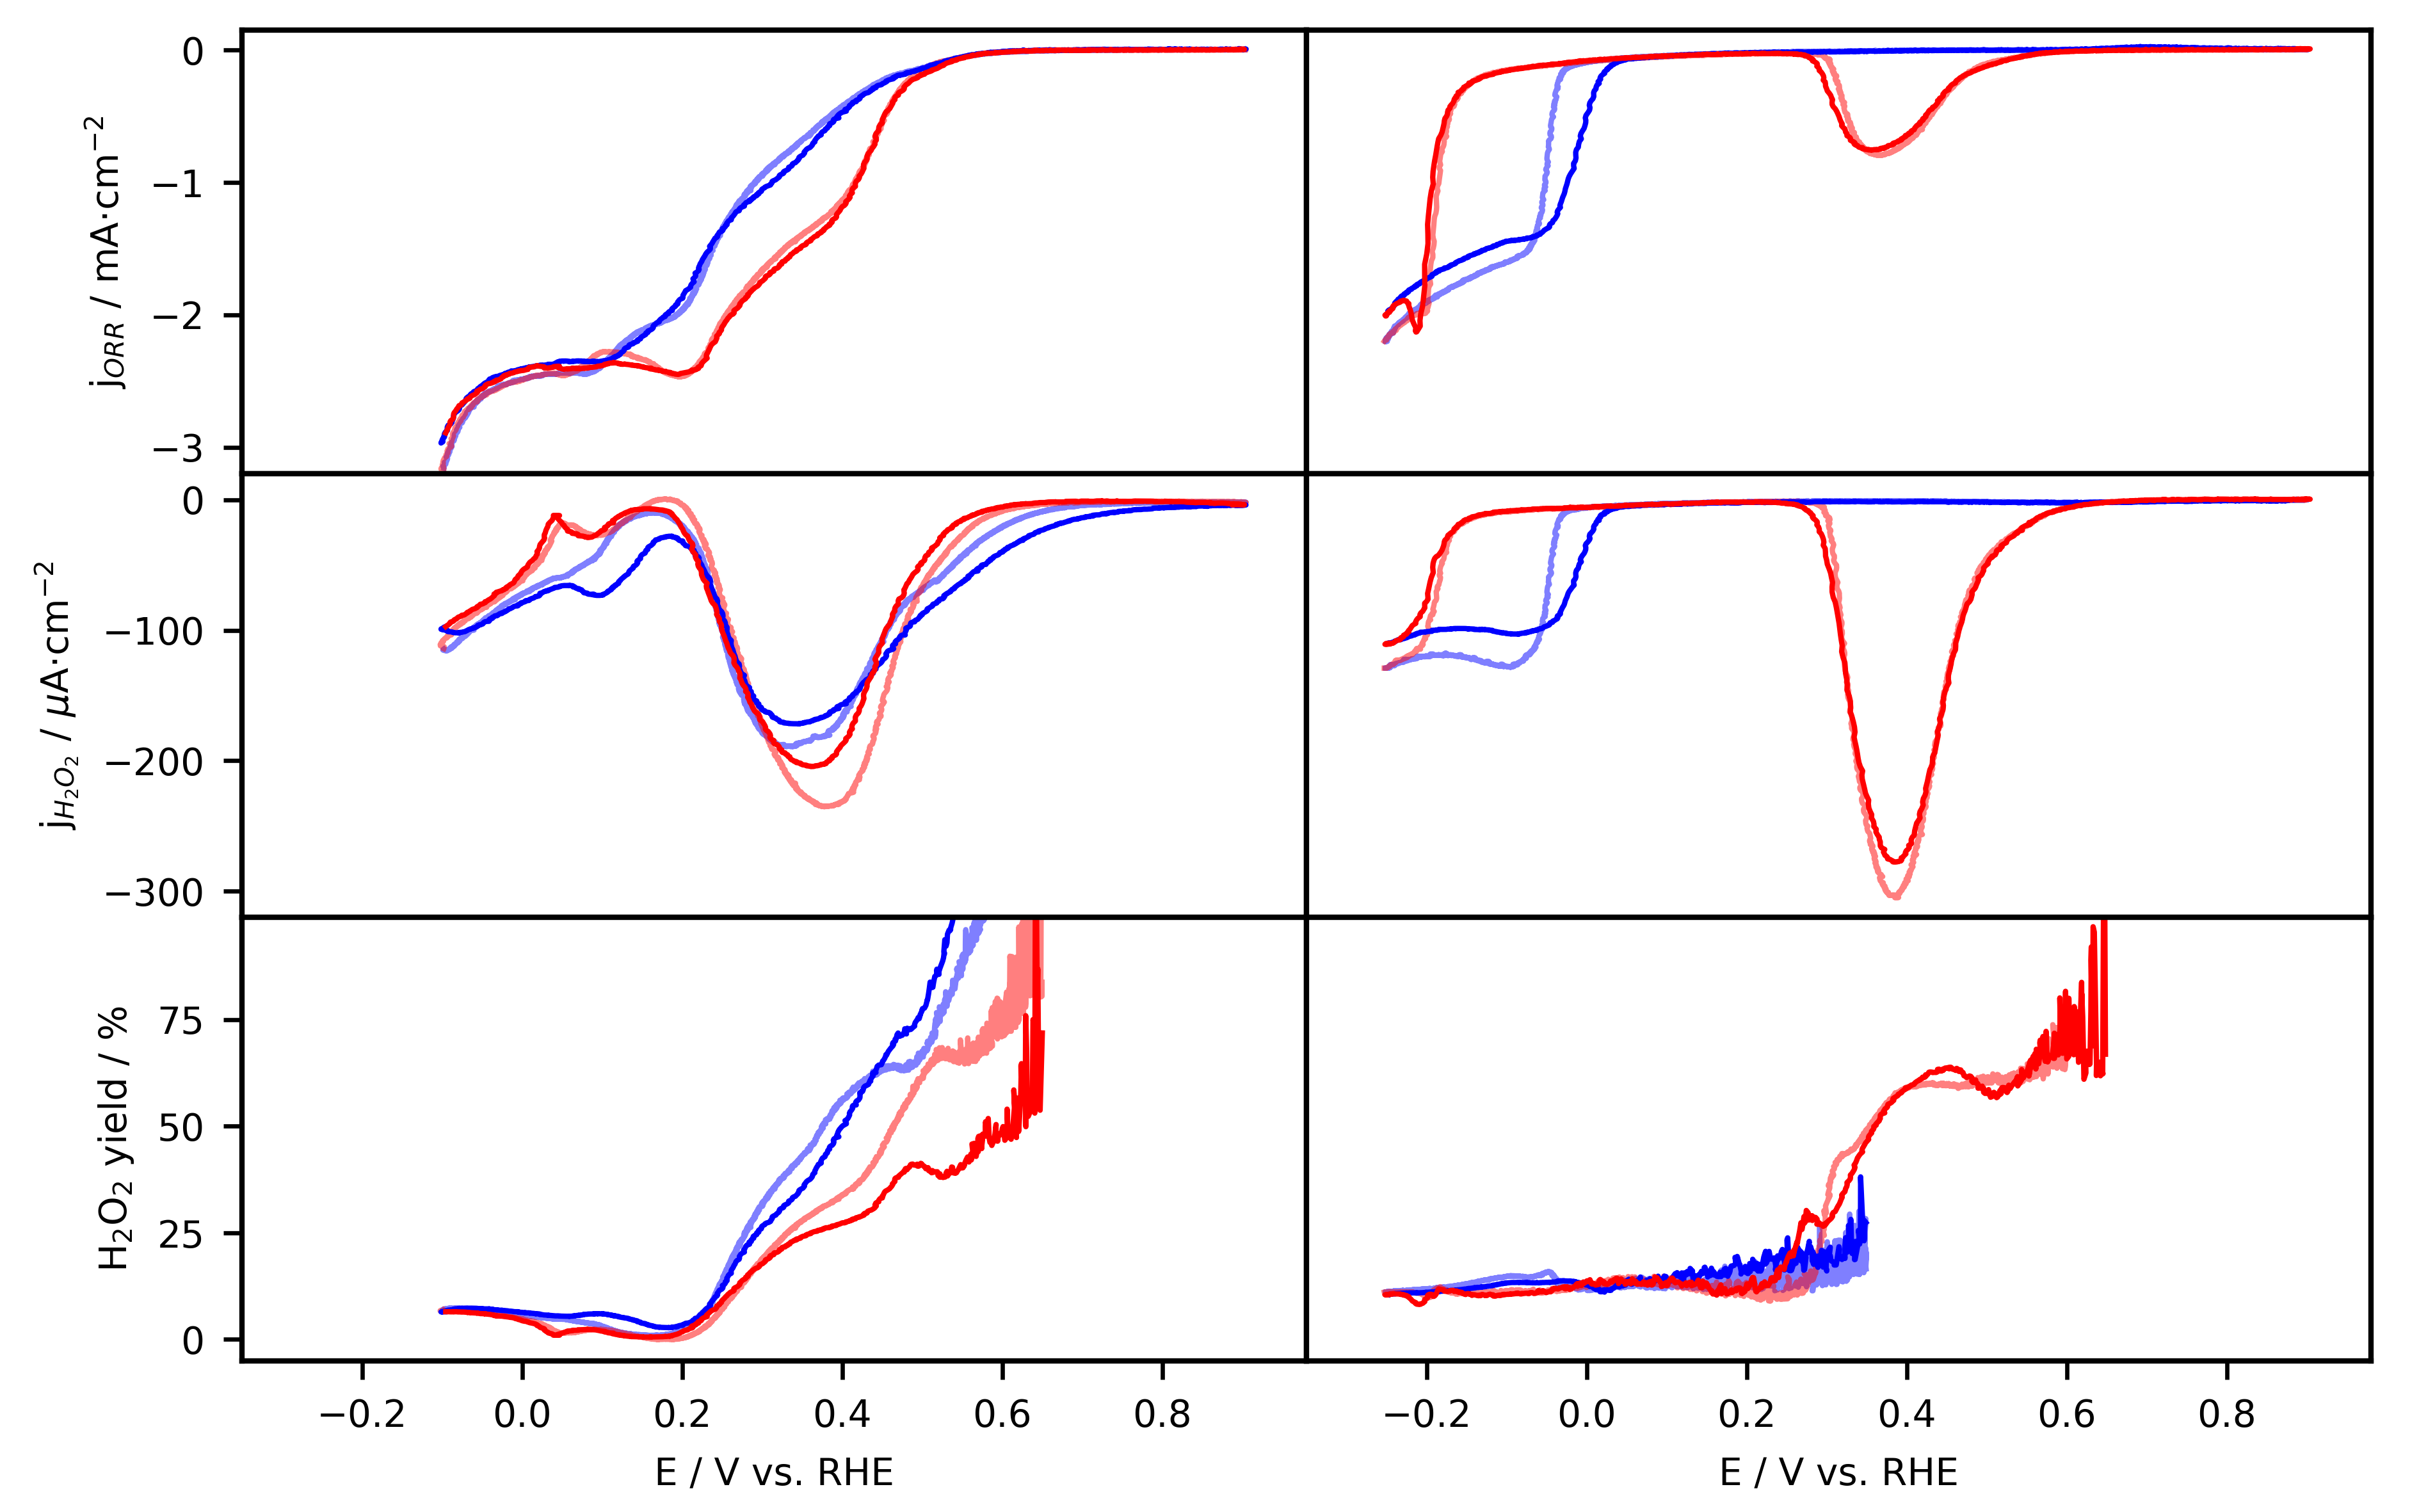 0
−1
−2
−3
j_ORR / mA·cm⁻²
0
−100
−200
−300
j_H₂O₂ / μA·cm⁻²
75
50
25
0
H₂O₂ yield / %
−0.2 0.0 0.2 0.4 0.6 0.8
−0.2 0.0 0.2 0.4 0.6 0.8
E / V vs. RHE
E / V vs. RHE